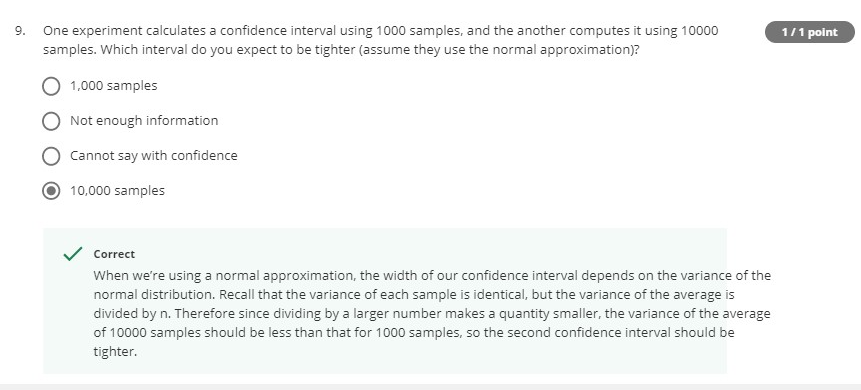 9. One experiment calculates a confidence interval using 1000 samples, and the another computes it using 10000
1 / 1 point
samples. Which interval do you expect to be tighter (assume they use the normal approximation)?
1,000 samples
Not enough information
Cannot say with confidence
10,000 samples
Correct
When we're using a normal approximation, the width of our confidence interval depends on the variance of the
normal distribution. Recall that the variance of each sample is identical, but the variance of the average is
divided by n. Therefore since dividing by a larger number makes a quantity smaller, the variance of the average
of 10000 samples should be less than that for 1000 samples, so the second confidence interval should be
tighter.